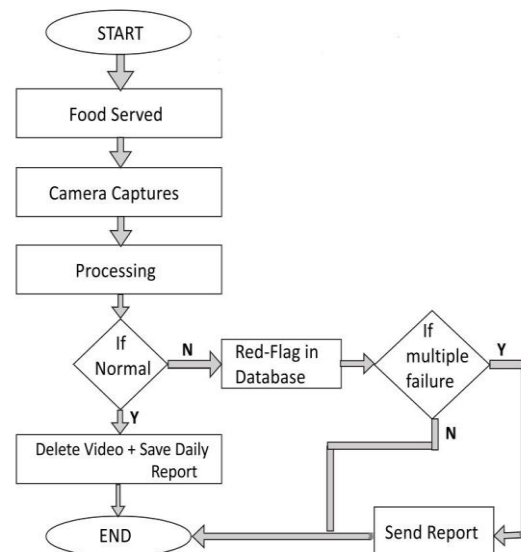 START
Food Served
Camera Captures
Processing
If
Normal
N
Y
Red-Flag in
Database
If
multiple
failure
Y
N
Delete Video + Save Daily
Report
Send Report
END